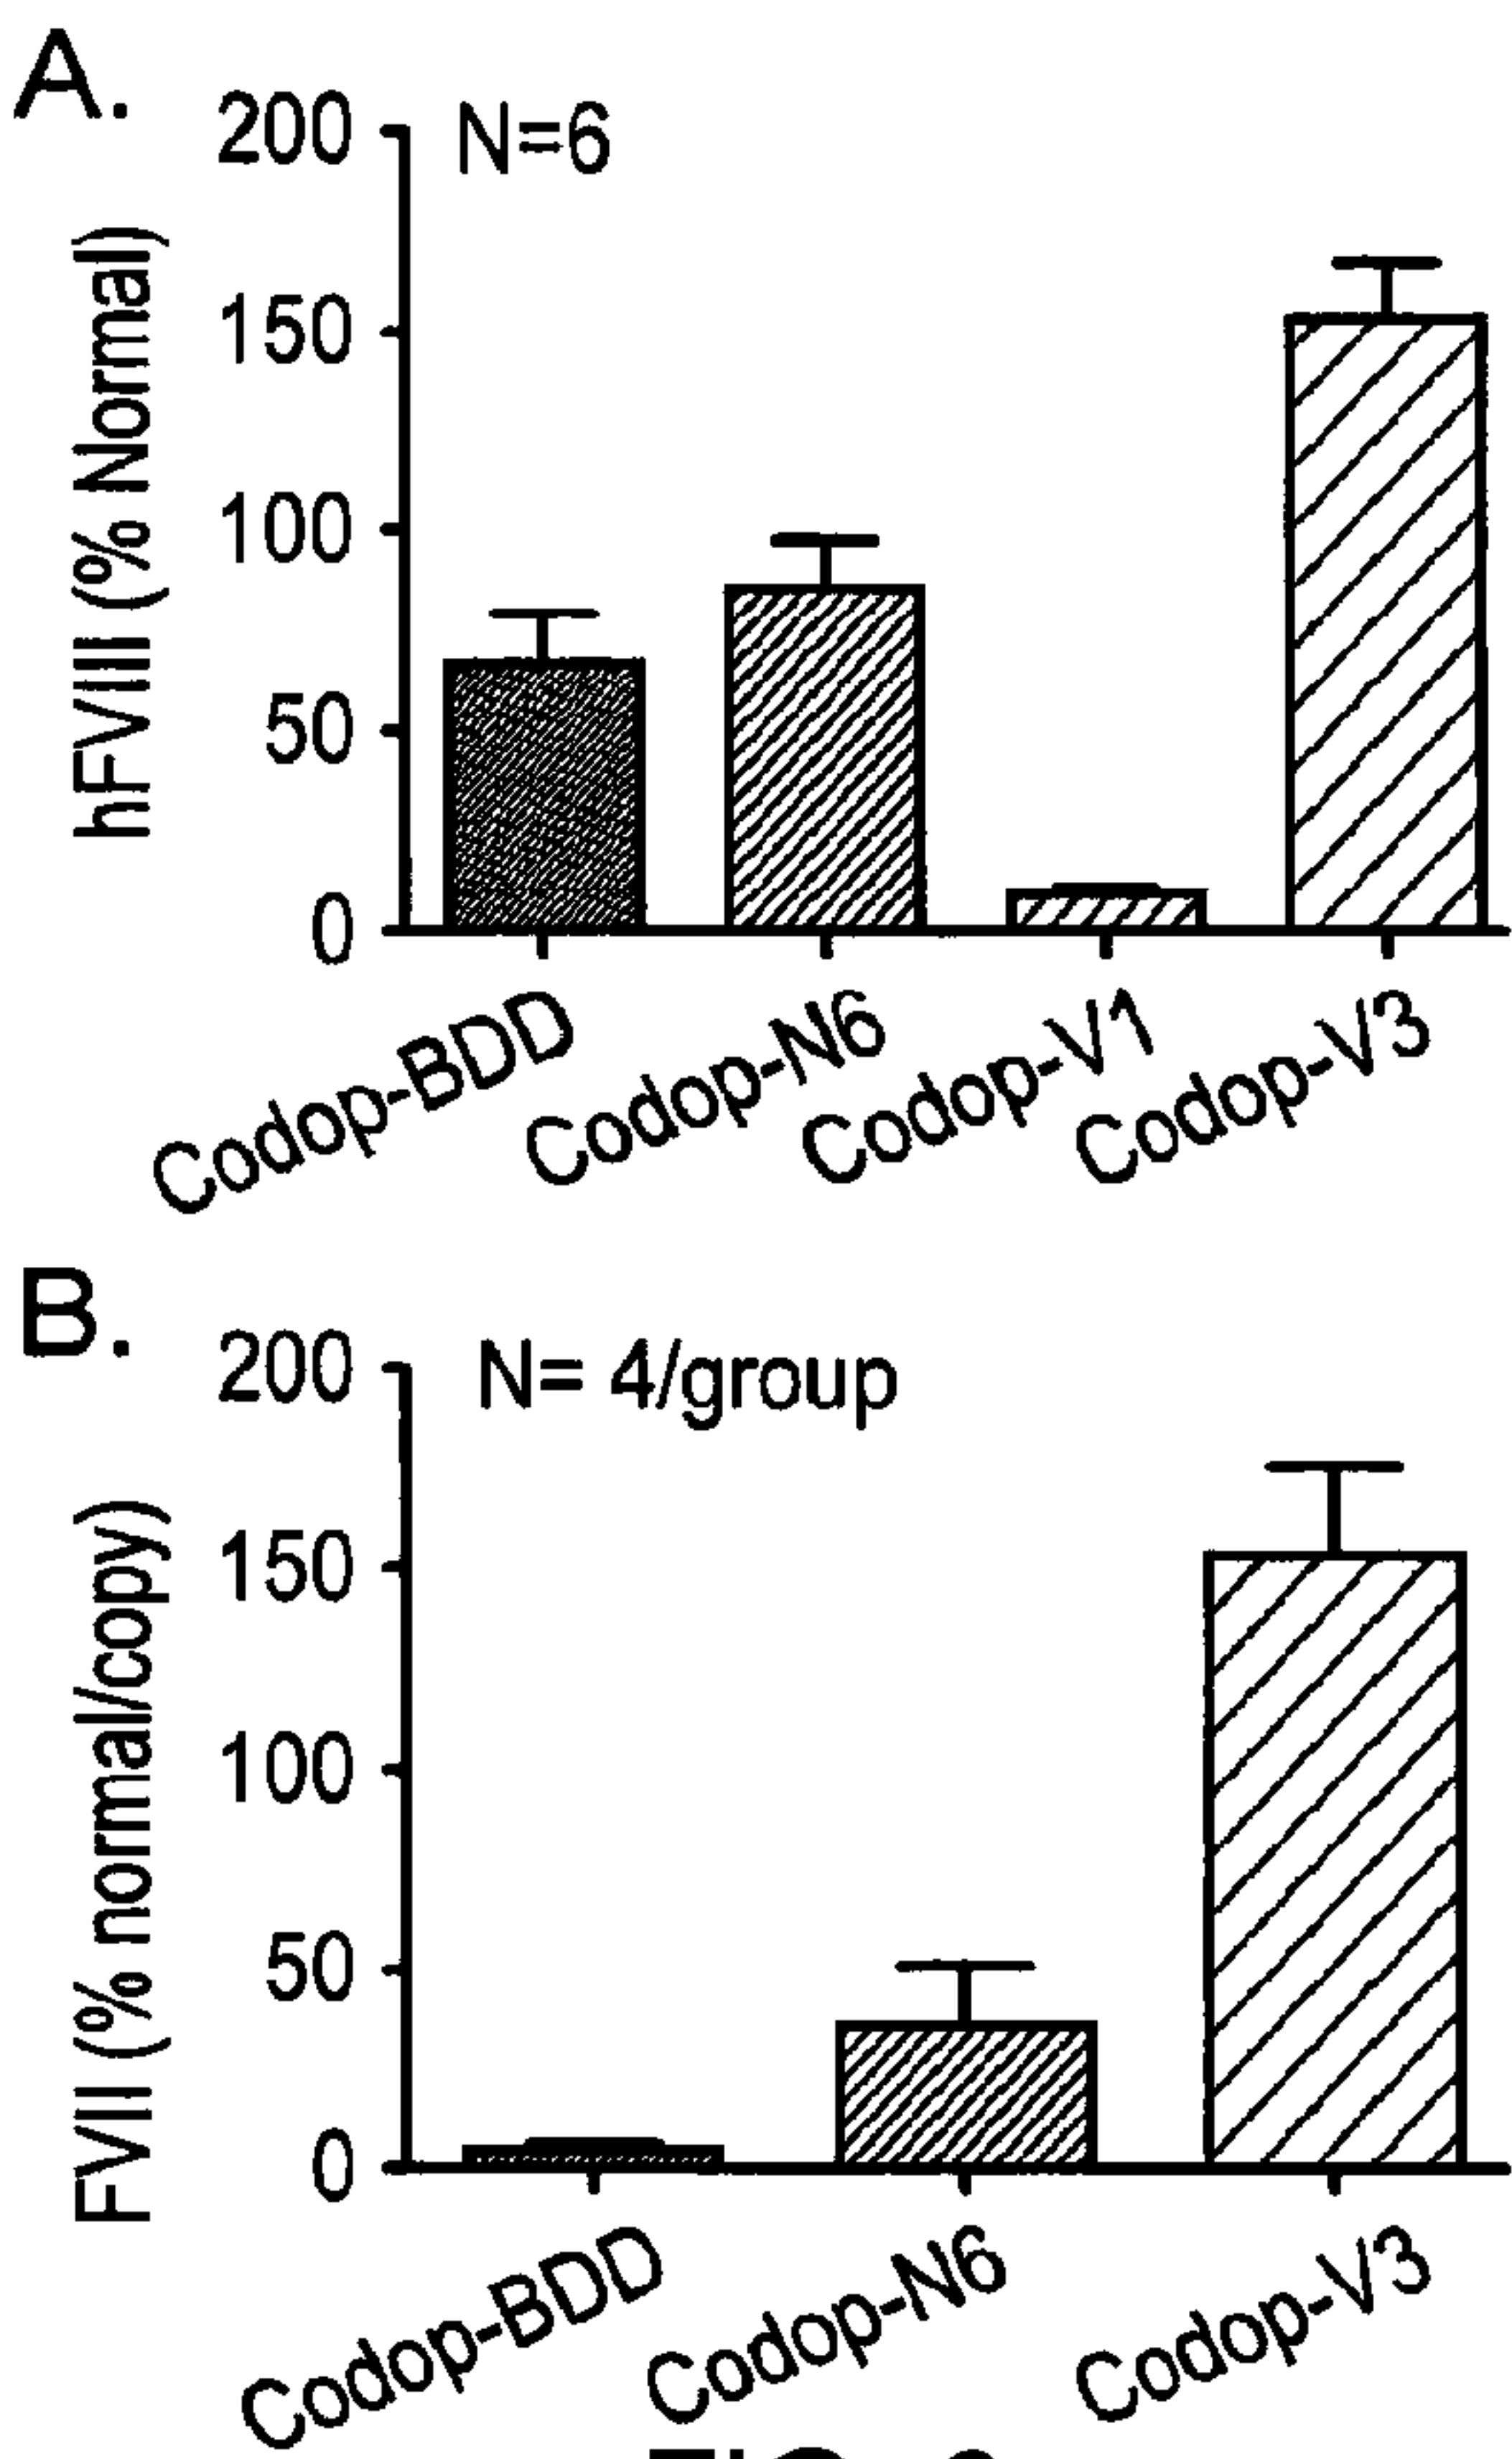 A.
N=6
hFVIII (% Normal)
200
150
100
50
0
Codop-BDD
Codop-N6
Codop-V1
Codop-V3
B.
N= 4/group
FVII (% normal/copy)
200
150
100
50
0
Codop-BDD
Codop-N6
Codop-V3